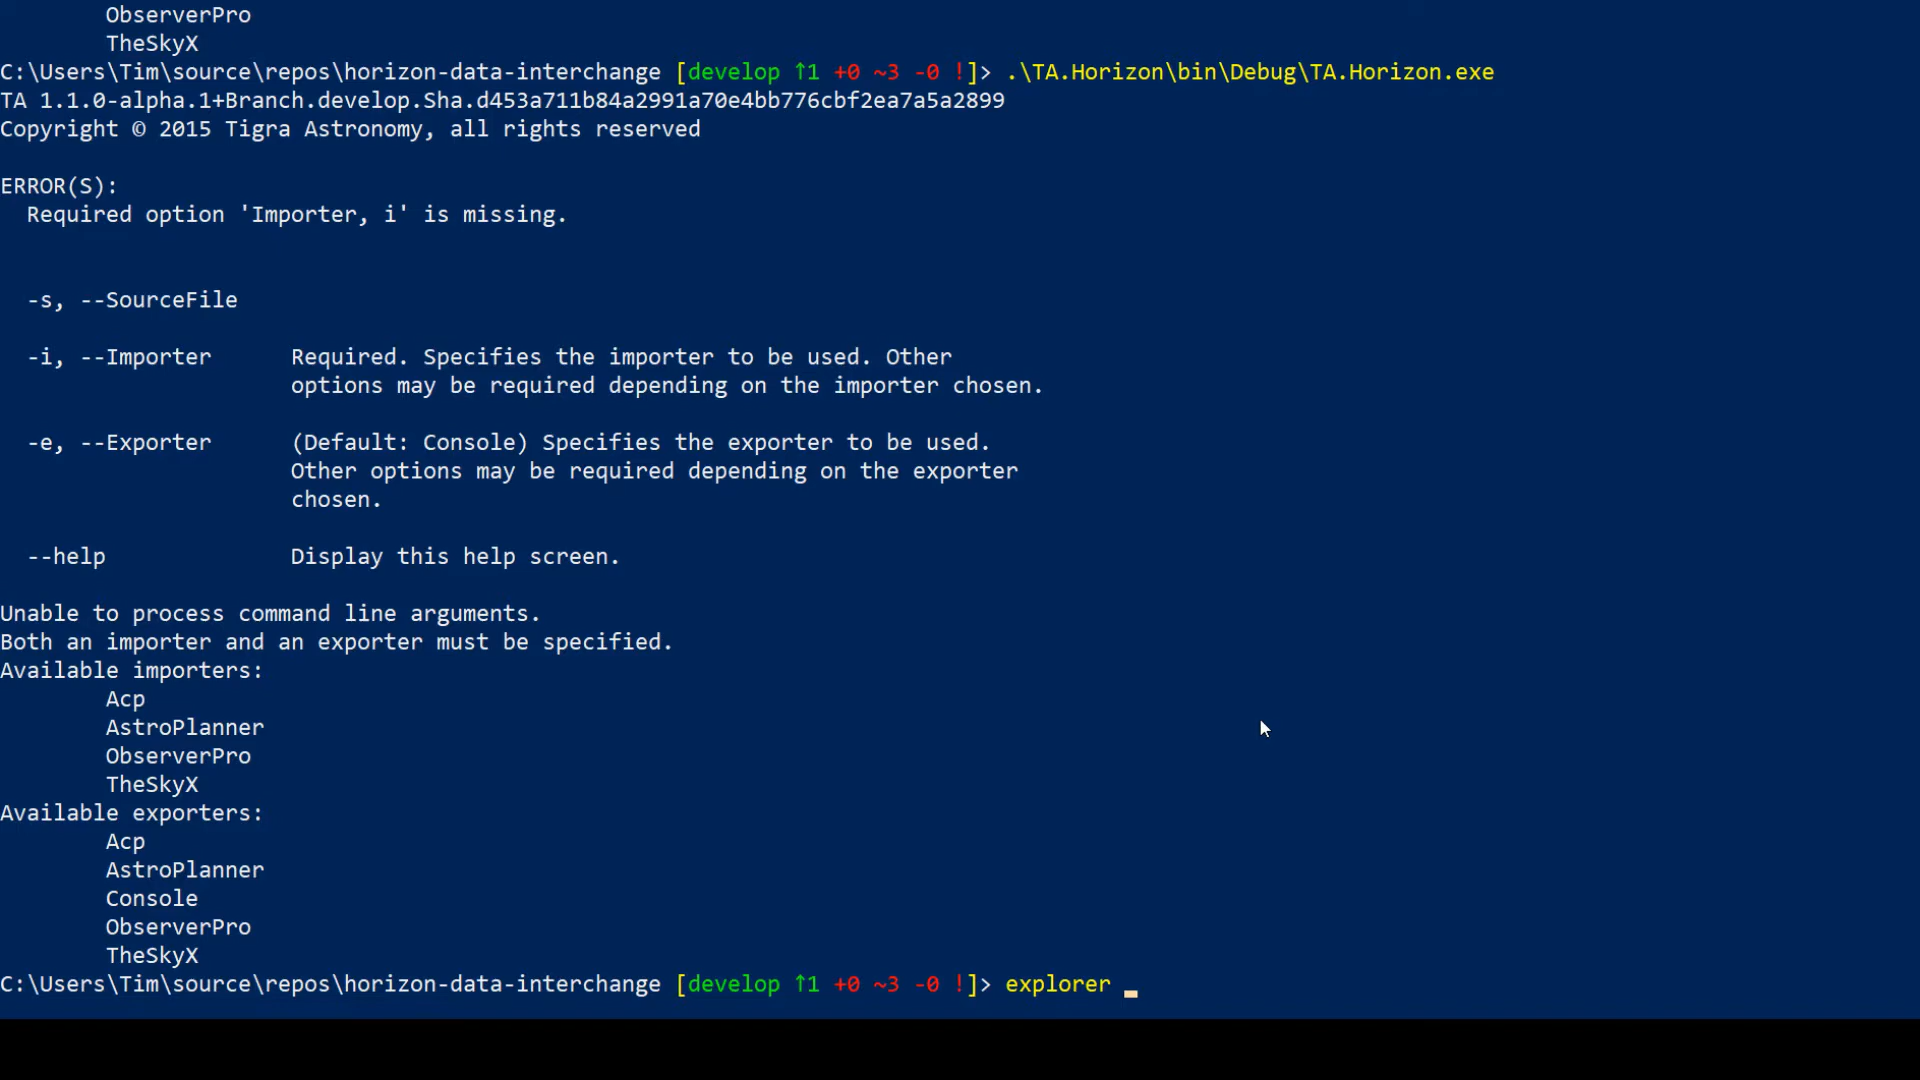 ObserverPro
TheSkyX
C:\Users\Tim\source\repos\horizon-data-interchange [develop ↑1 +0 ~3 -0 !]> .\TA.Horizon\bin\Debug\TA.Horizon.exe
TA 1.1.0-alpha.1+Branch.develop.Sha.d453a711b84a2991a70e4bb776cbf2ea7a5a2899
Copyright © 2015 Tigra Astronomy, all rights reserved
ERROR(S):
Required option 'Importer, i' is missing.
-s, --SourceFile
-i, --Importer Required. Specifies the importer to be used. Other
options may be required depending on the importer chosen.
-e, --Exporter (Default: Console) Specifies the exporter to be used.
Other options may be required depending on the exporter
chosen.
--help Display this help screen.
Unable to process command line arguments.
Both an importer and an exporter must be specified.
Available importers:
Acp
AstroPlanner
ObserverPro
TheSkyX
Available exporters:
Acp
AstroPlanner
Console
ObserverPro
TheSkyX
C:\Users\Tim\source\repos\horizon-data-interchange [develop ↑1 +0 ~3 -0 !]> explorer _